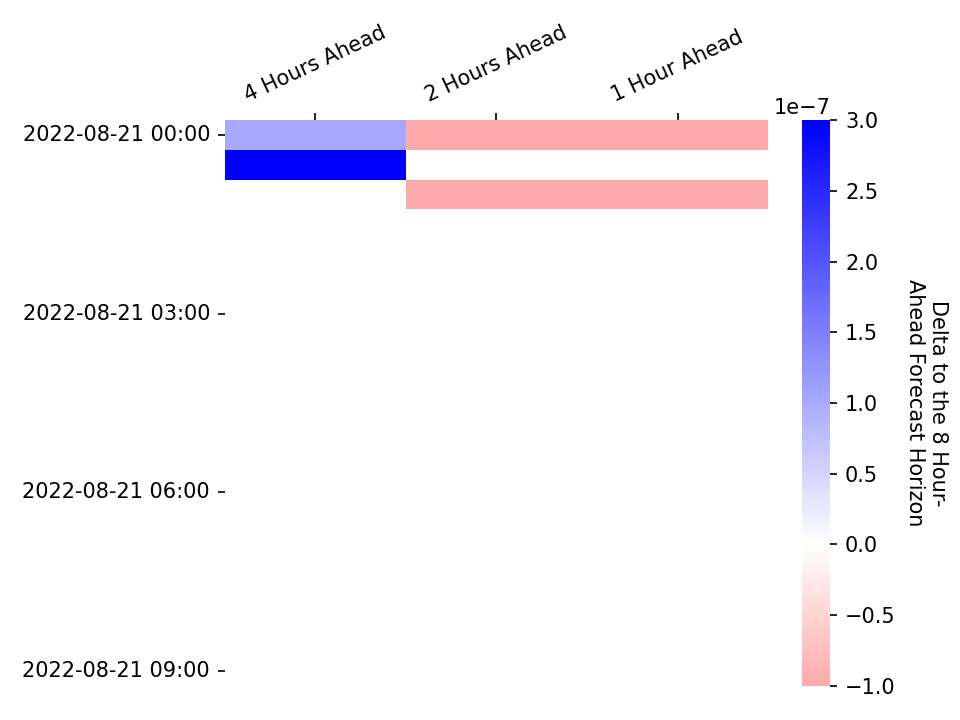 4 Hours Ahead
2 Hours Ahead
1 Hour Ahead
1e−7
2022-08-21 00:00
2022-08-21 03:00
2022-08-21 06:00
2022-08-21 09:00
3.0
2.5
2.0
1.5
1.0
0.5
0.0
−0.5
−1.0
Delta to the 8 Hour-
Ahead Forecast Horizon